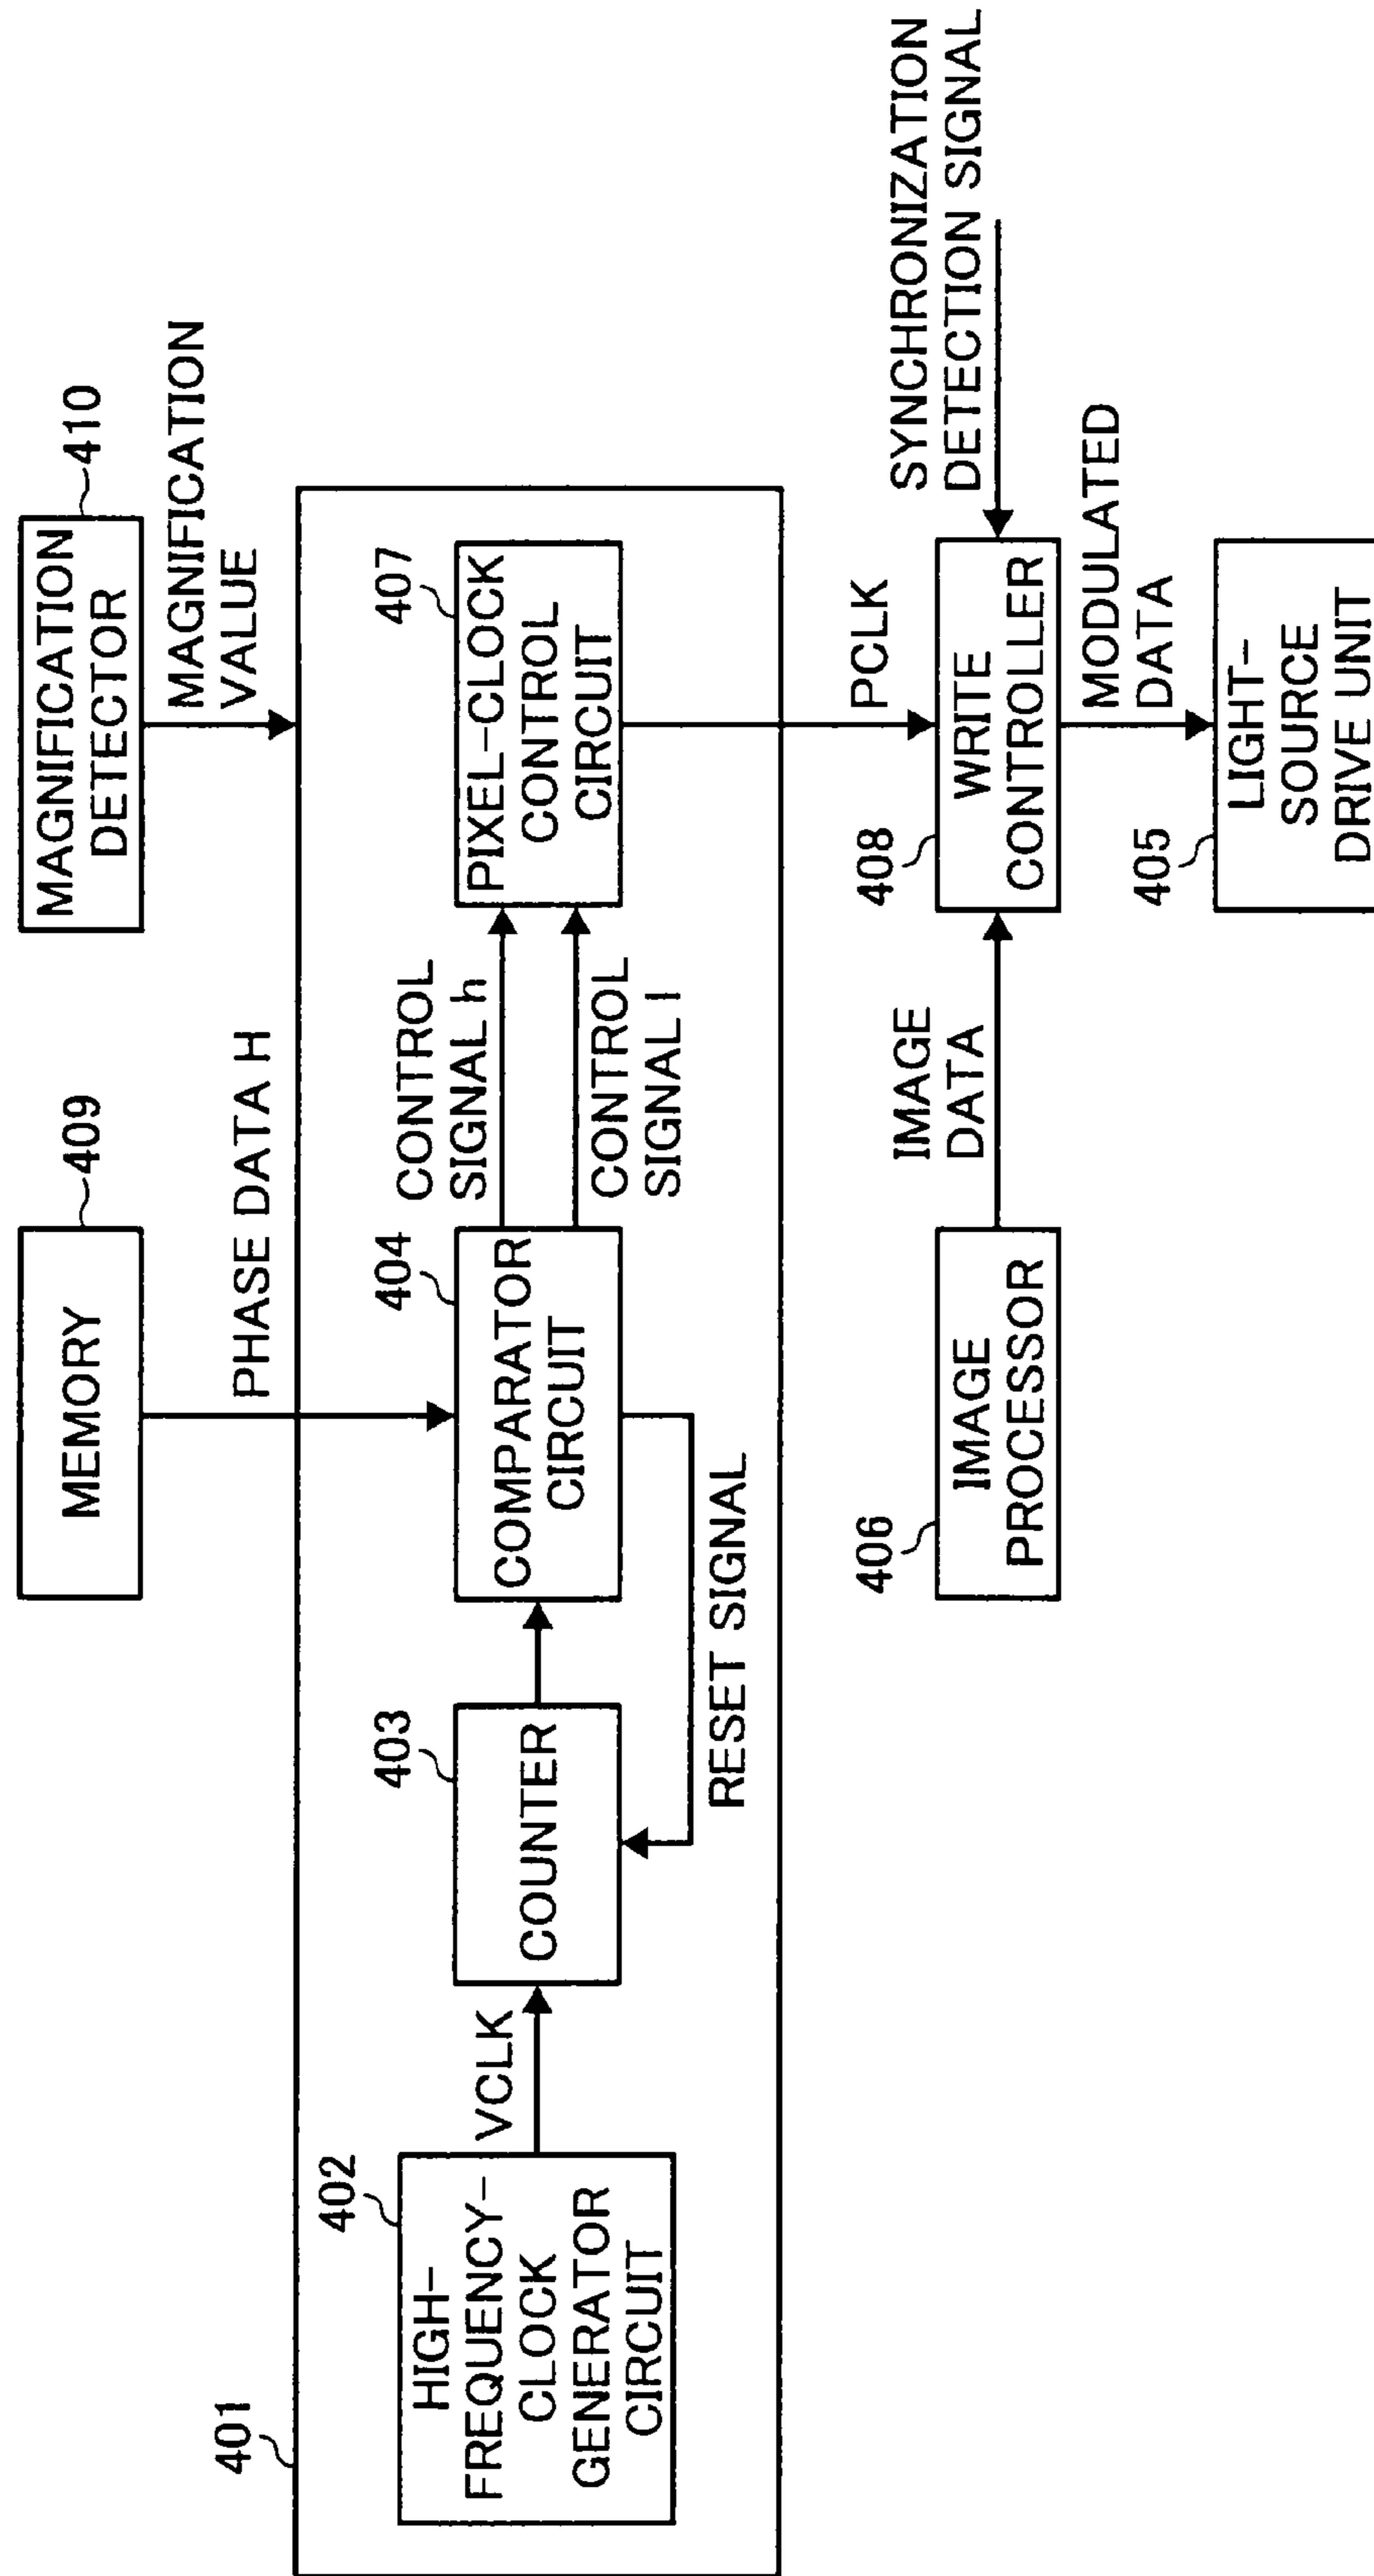 MEMORY
409
MAGNIFICATION
DETECTOR
410
PHASE DATA H
MAGNIFICATION
VALUE
401
402
HIGH-
FREQUENCY-
CLOCK
GENERATOR
CIRCUIT
VCLK
403
COUNTER
404
COMPARATOR
CIRCUIT
RESET SIGNAL
CONTROL
SIGNAL h
CONTROL
SIGNAL l
407
PIXEL-CLOCK
CONTROL
CIRCUIT
PCLK
406
IMAGE
PROCESSOR
IMAGE
DATA
408
WRITE
CONTROLLER
SYNCHRONIZATION
DETECTION SIGNAL
MODULATED
DATA
405
LIGHT-
SOURCE
DRIVE UNIT